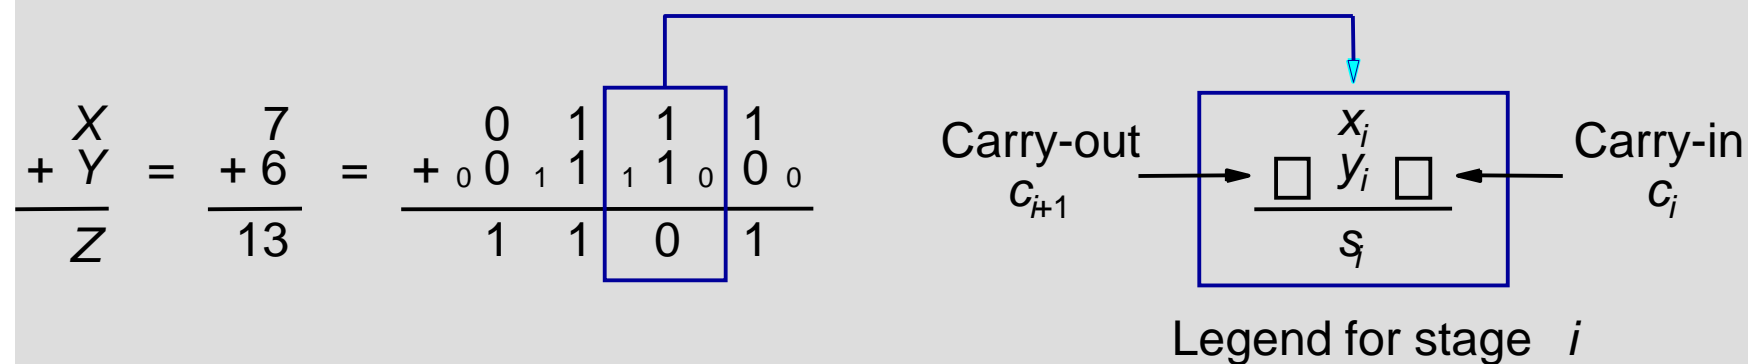 X 7 0 1 1 1 Carry-out x_i Carry-in
+ Y = + 6 = + 0 0 1 1 1 1 0 0 0 c_{i+1} y_i c_i
Z 13 1 1 0 1 s_i
Legend for stage i